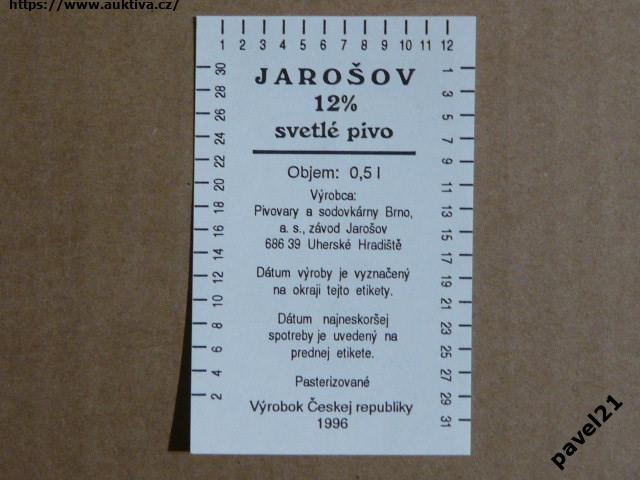 https://www.auktiva.cz/
1 2 3 4 5 6 7 8 9 10 11 12
30 28 26 24 22 20 18 16 14 12 10 8 6 4 2
JAROŠOV
12%
svetlé pivo
Objem: 0,5 l
Výrobca:
Pivovary a sodovkárny Brno,
a. s., závod Jarošov
686 39 Uherské Hradiště
Dátum výroby je vyznačený
na okraji tejto etikety.
Dátum najneskoršej
spotreby je uvedený na
prednej etikete.
Pasterizované
Výrobok Českej republiky
1996
1 3 5 7 9 11 13 15 17 19 21 23 25 27 29 31
pavel21